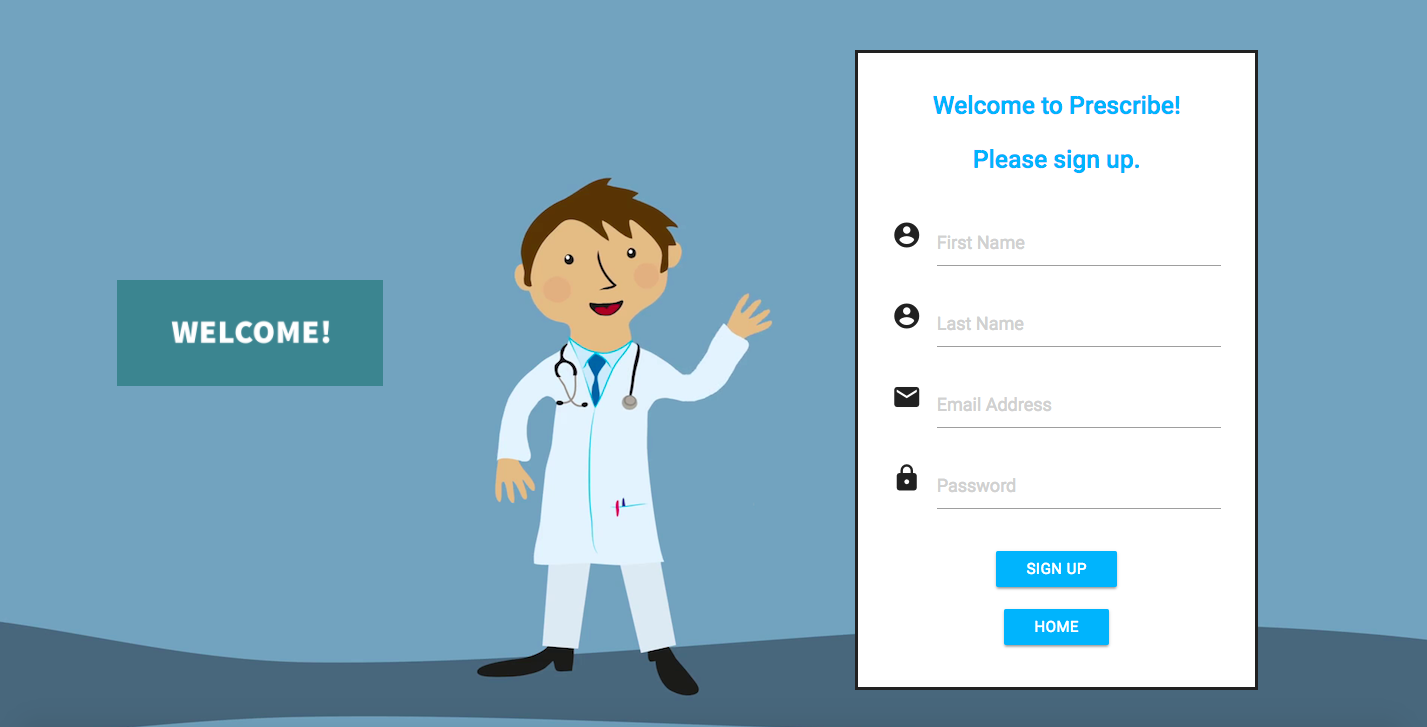 WELCOME!
Welcome to Prescribe!
Please sign up.
First Name
Last Name
Email Address
Password
SIGN UP
HOME